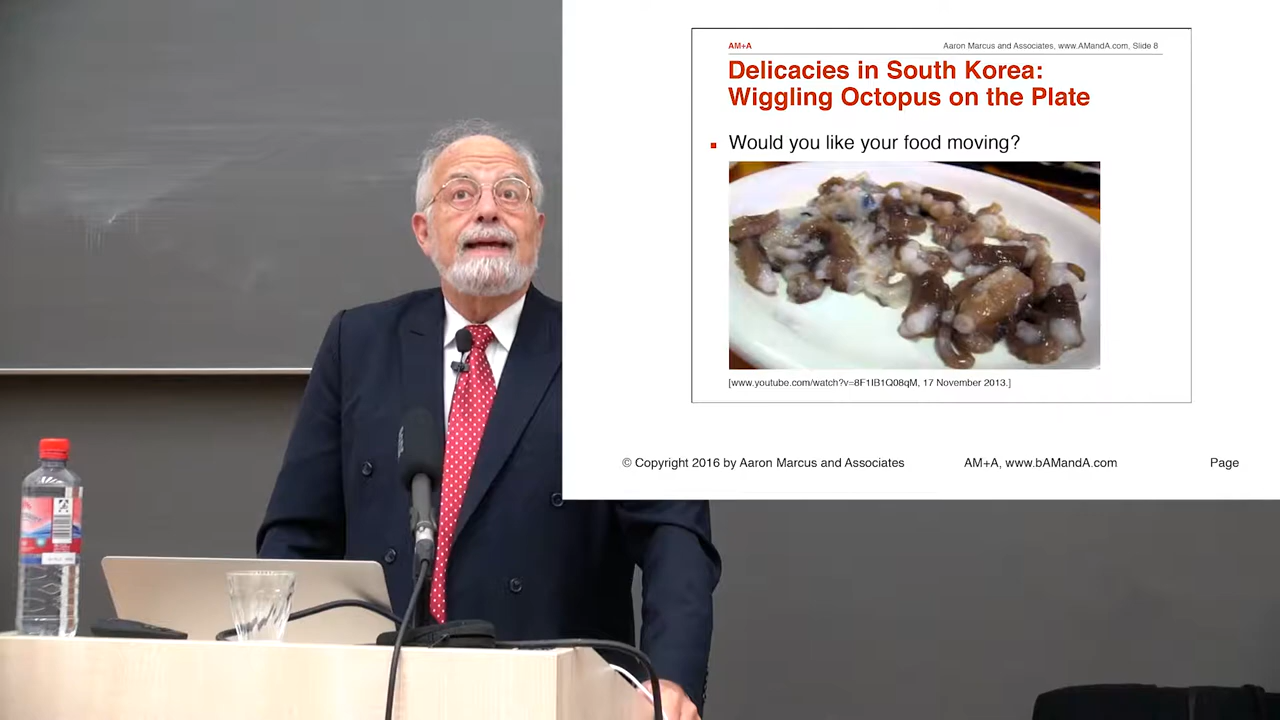 AM+A
Aaron Marcus and Associates, www.AMandA.com, Slide 8
Delicacies in South Korea:
Wiggling Octopus on the Plate
Would you like your food moving?
[www.youtube.com/watch?v=8F1IB1Q08qM, 17 November 2013.]
© Copyright 2016 by Aaron Marcus and Associates
AM+A, www.bAMandA.com
Page